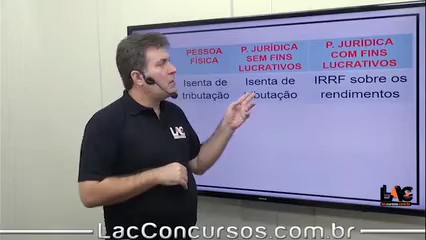 PESSOA
FÍSICA
P. JURÍDICA
SEM FINS
LUCRATIVOS
P. JURÍDICA
COM FINS
LUCRATIVOS
Isenta de
tributação
Isenta de
IRRF sobre os
rendimentos
LAC
LAC
LacConcursos.com.br